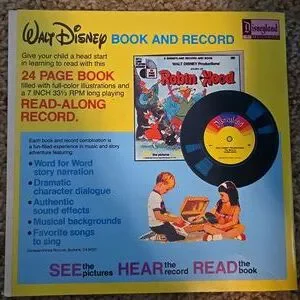 WALT DISNEY BOOK AND RECORD
Disneyland
Give your child a head start
in learning to read with this
24 PAGE BOOK
filled with full-color illustrations and
a 7 INCH 33⅓ RPM long playing
READ-ALONG
RECORD.
WALT DISNEY Productions'
Robin Hood
Disneyland
Each book and record combination is
a fun-filled experience in music and story
adventure featuring:
• Word for Word
story narration
• Dramatic
character dialogue
• Authentic
sound effects
• Musical backgrounds
• Favorite songs
to sing
SEE the pictures HEAR the record READ the book